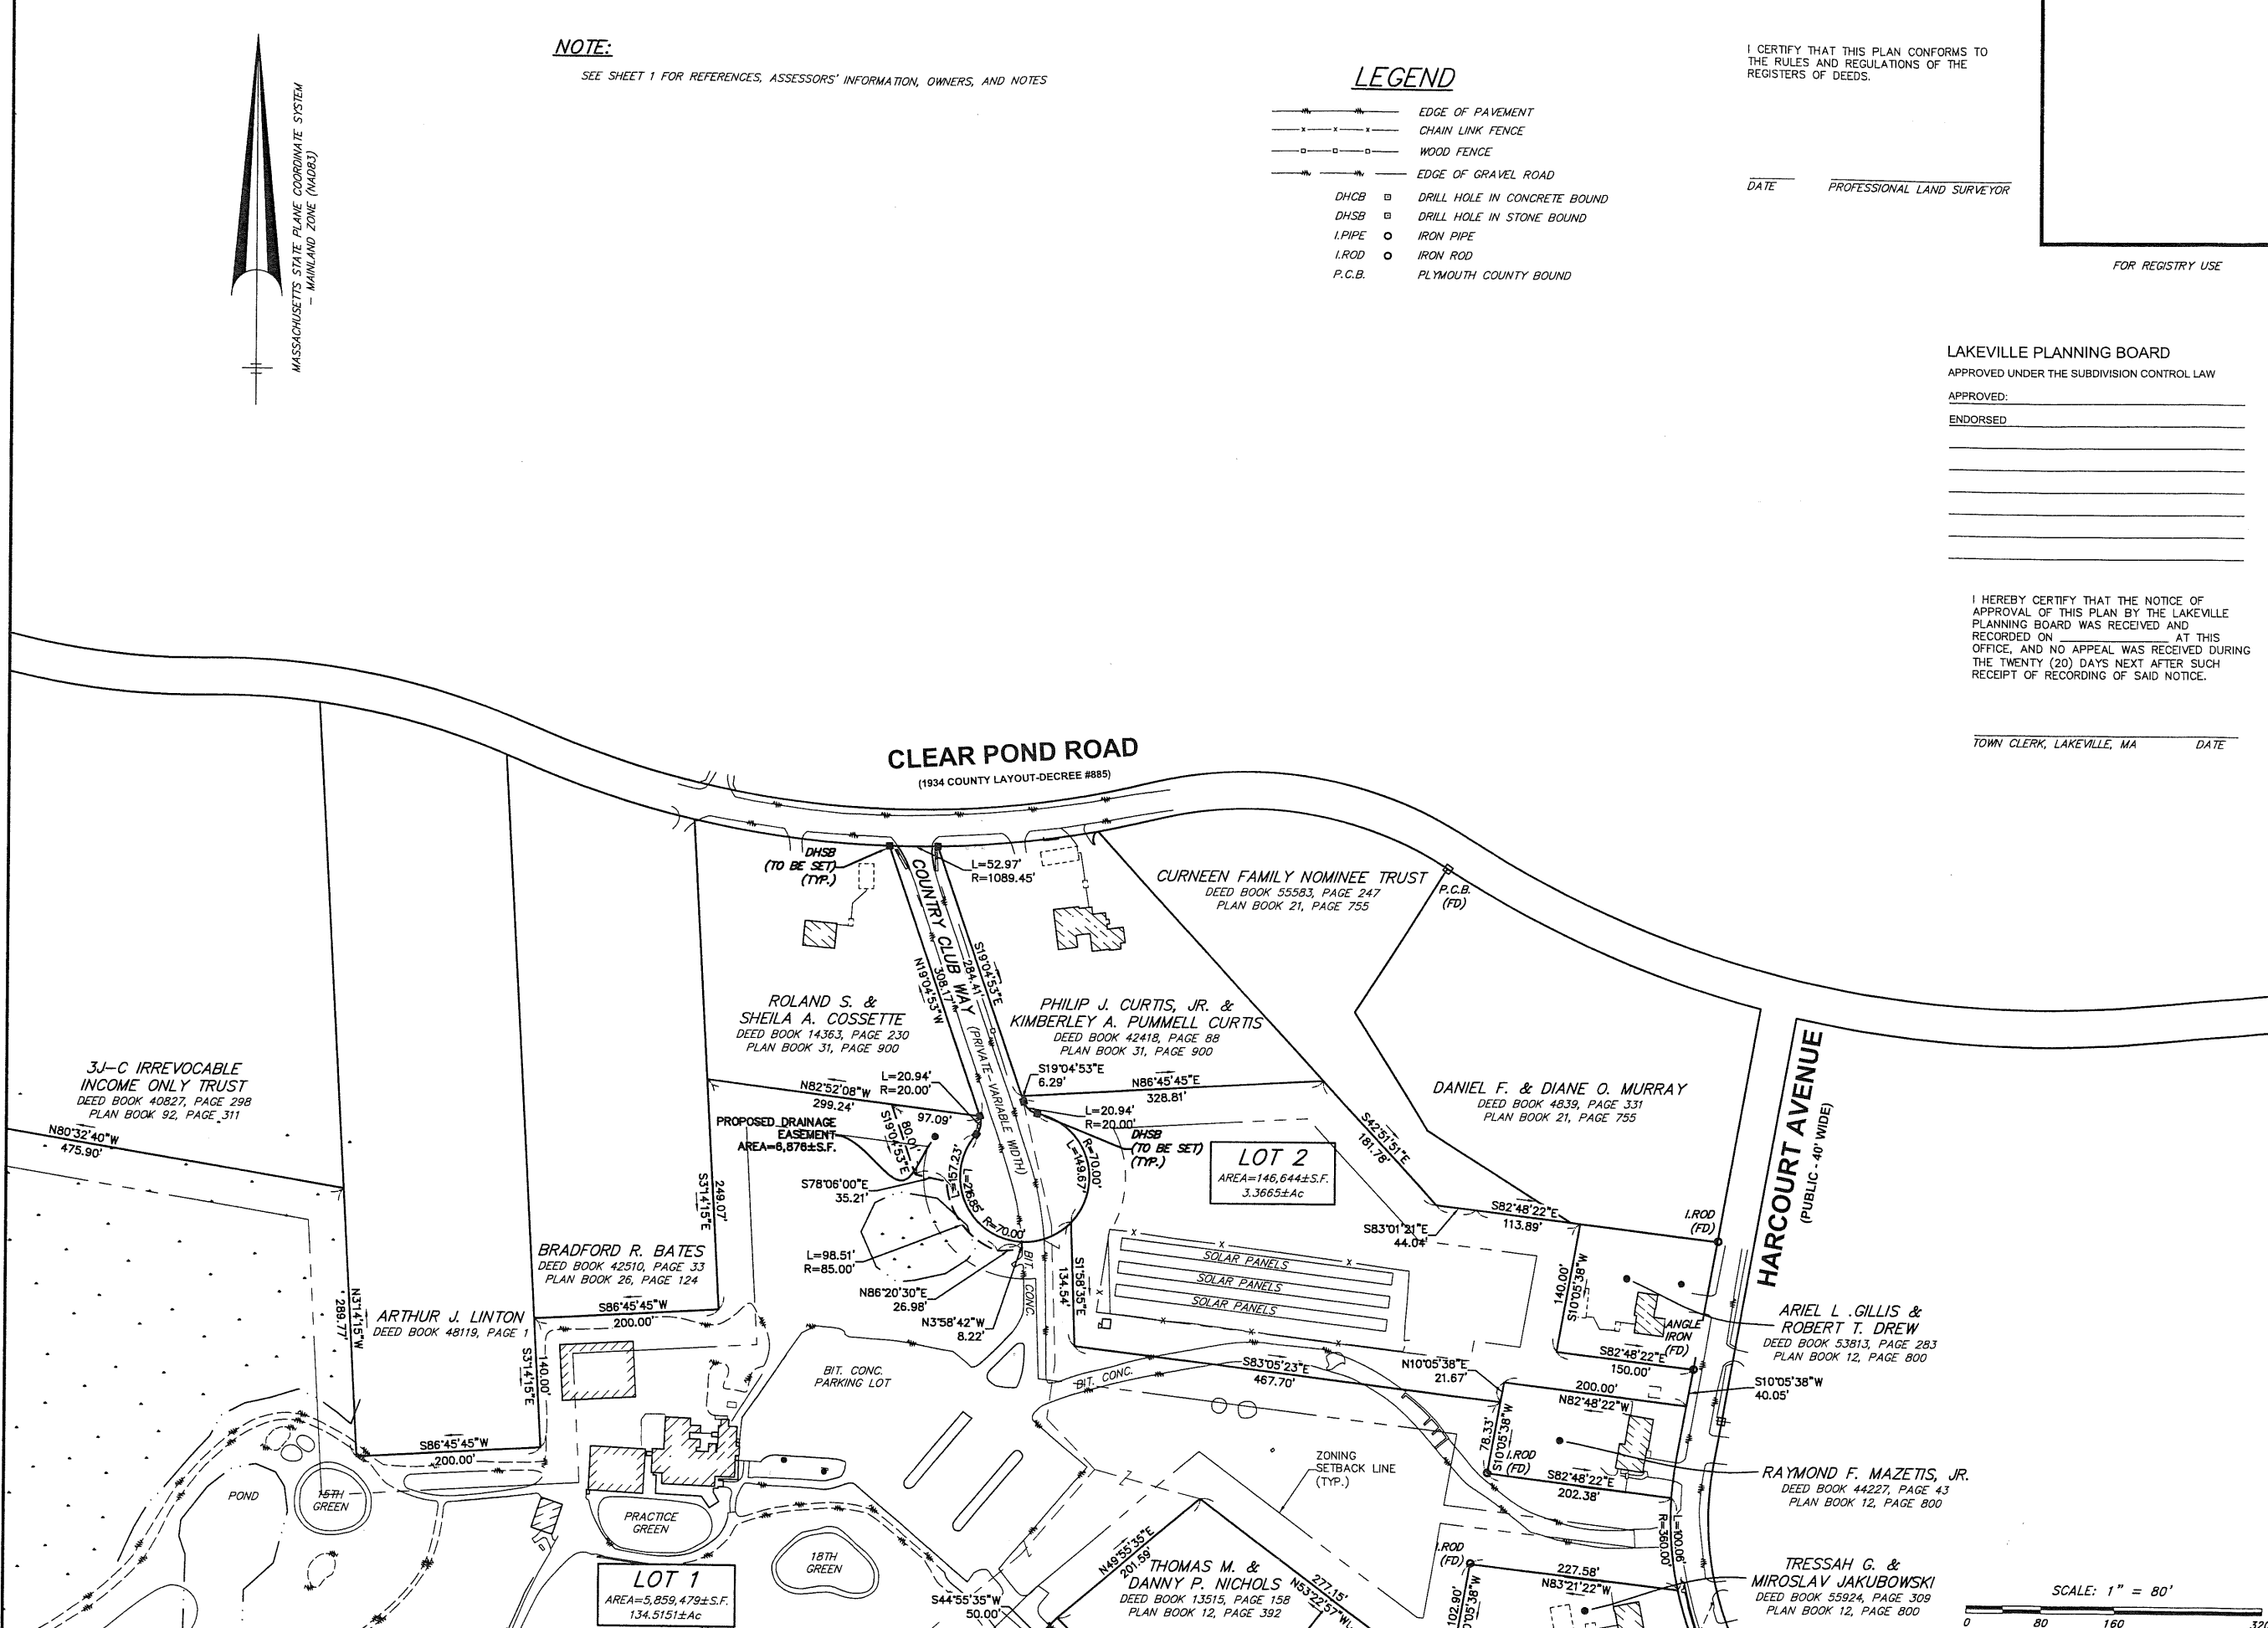 NOTE:
SEE SHEET 1 FOR REFERENCES, ASSESSORS' INFORMATION, OWNERS, AND NOTES
MASSACHUSETTS STATE PLANE COORDINATE SYSTEM
- MAINLAND ZONE (NAD83)
LEGEND
EDGE OF PAVEMENT
CHAIN LINK FENCE
WOOD FENCE
EDGE OF GRAVEL ROAD
DHCB DRILL HOLE IN CONCRETE BOUND
DHSB DRILL HOLE IN STONE BOUND
I.PIPE IRON PIPE
I.ROD IRON ROD
P.C.B. PLYMOUTH COUNTY BOUND
I CERTIFY THAT THIS PLAN CONFORMS TO
THE RULES AND REGULATIONS OF THE
REGISTERS OF DEEDS.
DATE PROFESSIONAL LAND SURVEYOR
FOR REGISTRY USE
LAKEVILLE PLANNING BOARD
APPROVED UNDER THE SUBDIVISION CONTROL LAW
APPROVED:
ENDORSED
I HEREBY CERTIFY THAT THE NOTICE OF
APPROVAL OF THIS PLAN BY THE LAKEVILLE
PLANNING BOARD WAS RECEIVED AND
RECORDED ON ________________ AT THIS
OFFICE, AND NO APPEAL WAS RECEIVED DURING
THE TWENTY (20) DAYS NEXT AFTER SUCH
RECEIPT OF RECORDING OF SAID NOTICE.
TOWN CLERK, LAKEVILLE, MA DATE
CLEAR POND ROAD
(1934 COUNTY LAYOUT-DECREE #885)
DHSB
(TO BE SET)
(TYP.)
L=52.97'
R=1089.45'
COUNTRY CLUB WAY
(PRIVATE-VARIABLE WIDTH)
N19°04'53"W
308.17'
S19°04'53"E
284.41'
CURNEEN FAMILY NOMINEE TRUST
DEED BOOK 55583, PAGE 247
PLAN BOOK 21, PAGE 755
P.C.B.
(FD)
ROLAND S. &
SHEILA A. COSSETTE
DEED BOOK 14363, PAGE 230
PLAN BOOK 31, PAGE 900
PHILIP J. CURTIS, JR. &
KIMBERLEY A. PUMMELL CURTIS
DEED BOOK 42418, PAGE 88
PLAN BOOK 31, PAGE 900
3J-C IRREVOCABLE
INCOME ONLY TRUST
DEED BOOK 40827, PAGE 298
PLAN BOOK 92, PAGE 311
N80°32'40"W
475.90'
DANIEL F. & DIANE O. MURRAY
DEED BOOK 4839, PAGE 331
PLAN BOOK 21, PAGE 755
HARCOURT AVENUE
(PUBLIC - 40' WIDE)
L=20.94'
R=20.00'
N82°52'08"W
299.24'
97.09'
S19°04'53"E
6.29'
N86°45'45"E
328.81'
L=20.94'
R=20.00'
DHSB
(TO BE SET)
(TYP.)
PROPOSED DRAINAGE
EASEMENT
AREA=6,876±S.F.
S19°04'53"E
80.01'
L=57.23'
L=216.85'
R=70.00'
R=70.00'
L=149.67'
S78°06'00"E
35.21'
L=98.51'
R=85.00'
N86°20'30"E
26.98'
N3°58'42"W
8.22'
LOT 2
AREA=146,644±S.F.
3.3665±Ac
S42°51'51"E
181.78'
S83°01'21"E
44.04'
S82°48'22"E
113.89'
I.ROD
(FD)
SOLAR PANELS
SOLAR PANELS
SOLAR PANELS
S1°58'35"E
134.54'
BIT. CONC.
BIT. CONC.
BIT. CONC.
PARKING LOT
S3°14'15"E
249.07'
BRADFORD R. BATES
DEED BOOK 42510, PAGE 33
PLAN BOOK 26, PAGE 124
S86°45'45"W
200.00'
ARTHUR J. LINTON
DEED BOOK 48119, PAGE 1
N3°14'15"W
289.77'
S3°14'15"E
140.00'
S86°45'45"W
200.00'
140.00'
S10°05'38"W
ANGLE
IRON
(FD)
S82°48'22"E
150.00'
ARIEL L .GILLIS &
ROBERT T. DREW
DEED BOOK 53813, PAGE 283
PLAN BOOK 12, PAGE 800
S10°05'38"W
40.05'
S83°05'23"E
467.70'
N10°05'38"E
21.67'
200.00'
N82°48'22"W
78.33'
S10°05'38"W
I.ROD
(FD)
S82°48'22"E
202.38'
ZONING
SETBACK LINE
(TYP.)
RAYMOND F. MAZETIS, JR.
DEED BOOK 44227, PAGE 43
PLAN BOOK 12, PAGE 800
L=100.06'
R=360.00'
POND
15TH
GREEN
PRACTICE
GREEN
18TH
GREEN
LOT 1
AREA=5,859,479±S.F.
134.5151±Ac
S44°55'35"W
50.00'
N49°55'35"E
201.59'
THOMAS M. &
DANNY P. NICHOLS
DEED BOOK 13515, PAGE 158
PLAN BOOK 12, PAGE 392
277.15'
N53°22'57"W
I.ROD
(FD)
227.58'
N83°21'22"W
102.90'
TRESSAH G. &
MIROSLAV JAKUBOWSKI
DEED BOOK 55924, PAGE 309
PLAN BOOK 12, PAGE 800
SCALE: 1" = 80'
0 80 160 320